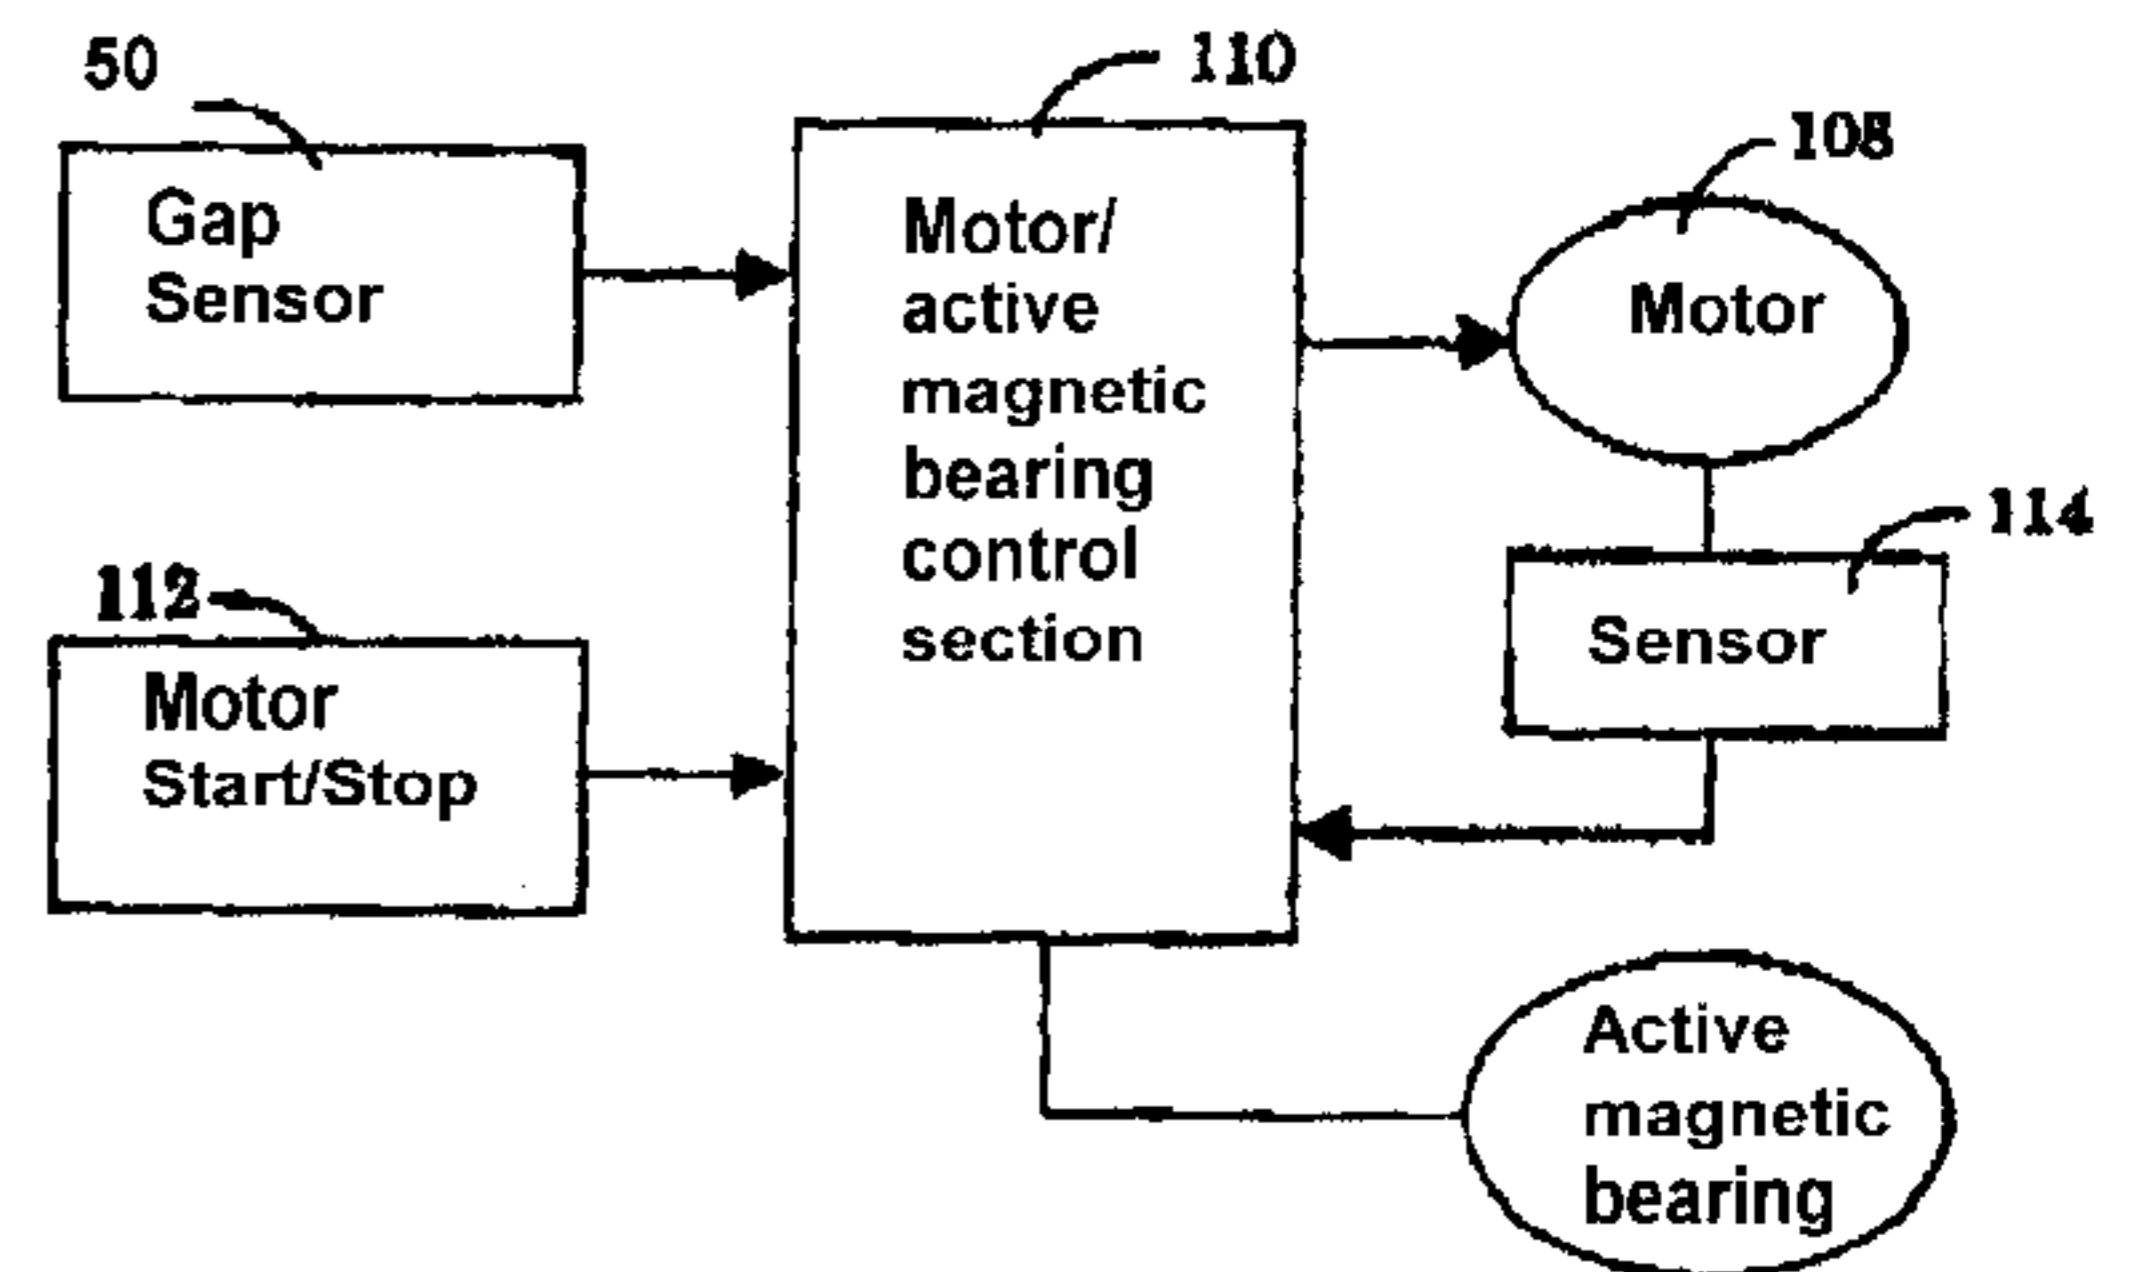 50
Gap
Sensor
110
Motor/
active
magnetic
bearing
control
section
108
Motor
114
Sensor
112
Motor
Start/Stop
Active
magnetic
bearing